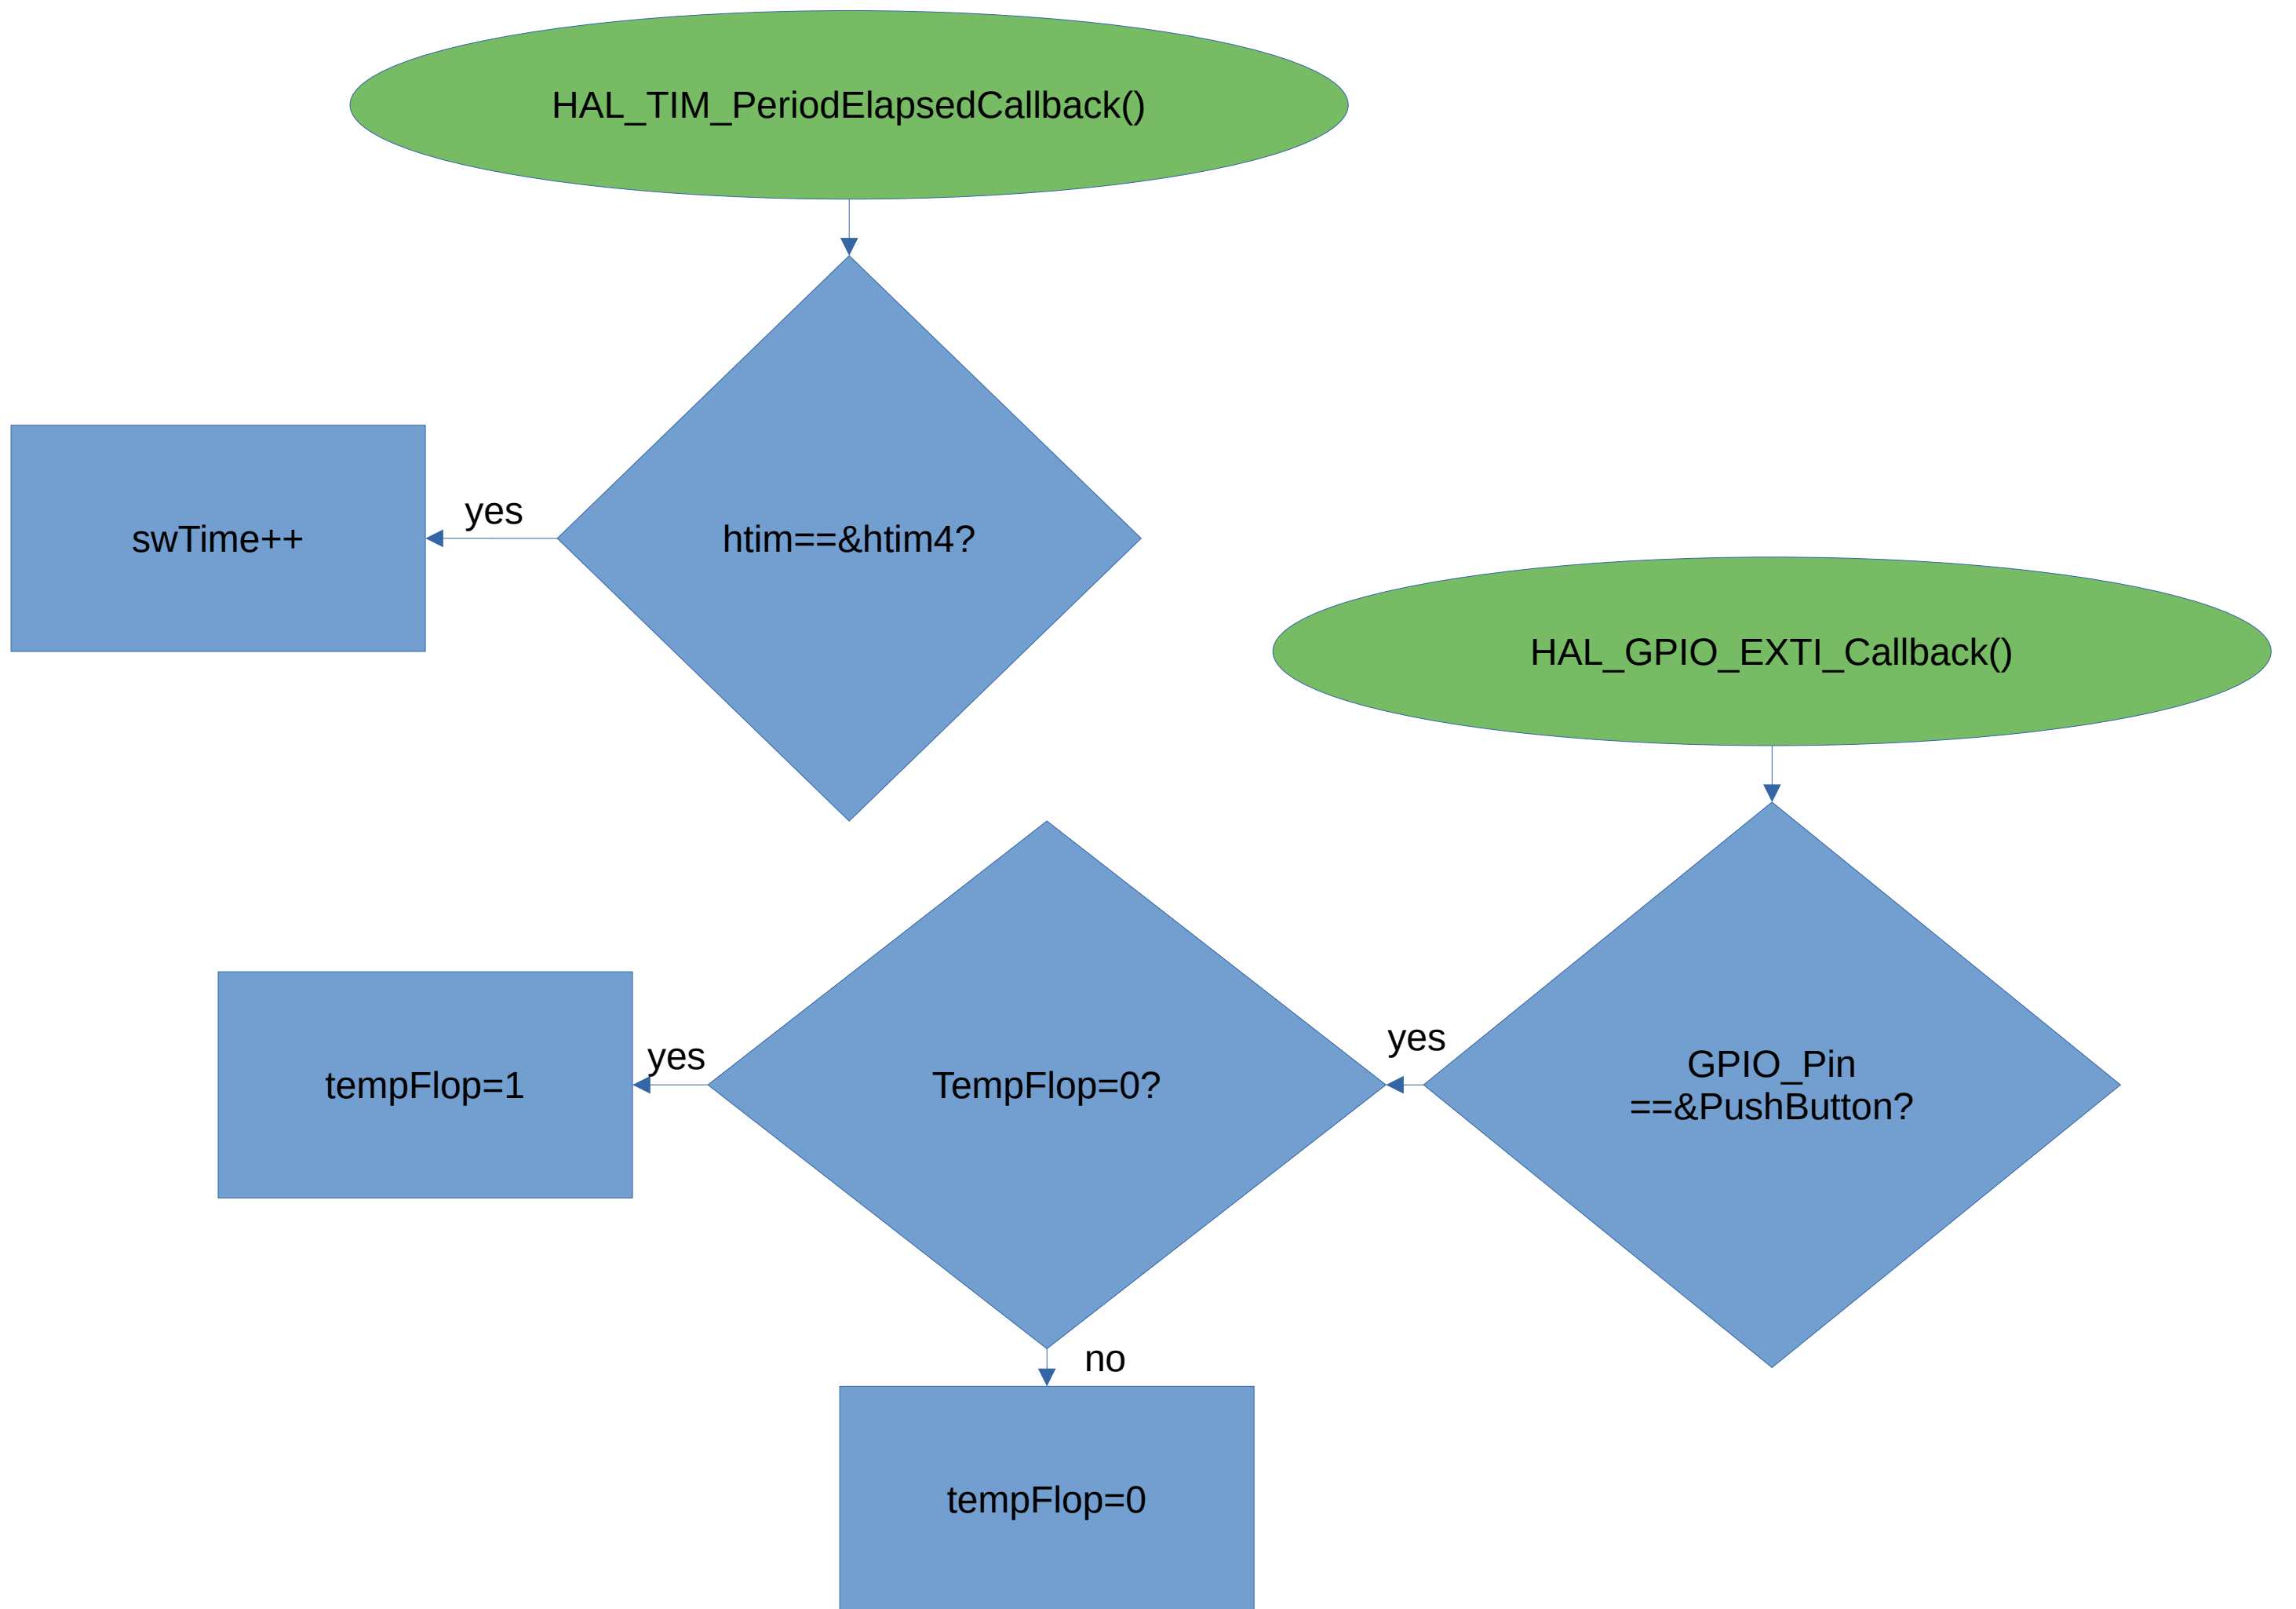 HAL_TIM_PeriodElapsedCallback()
yes
swTime++
htim==&htim4?
HAL_GPIO_EXTI_Callback()
yes
GPIO_Pin
==&PushButton?
yes
TempFlop=0?
tempFlop=1
no
tempFlop=0